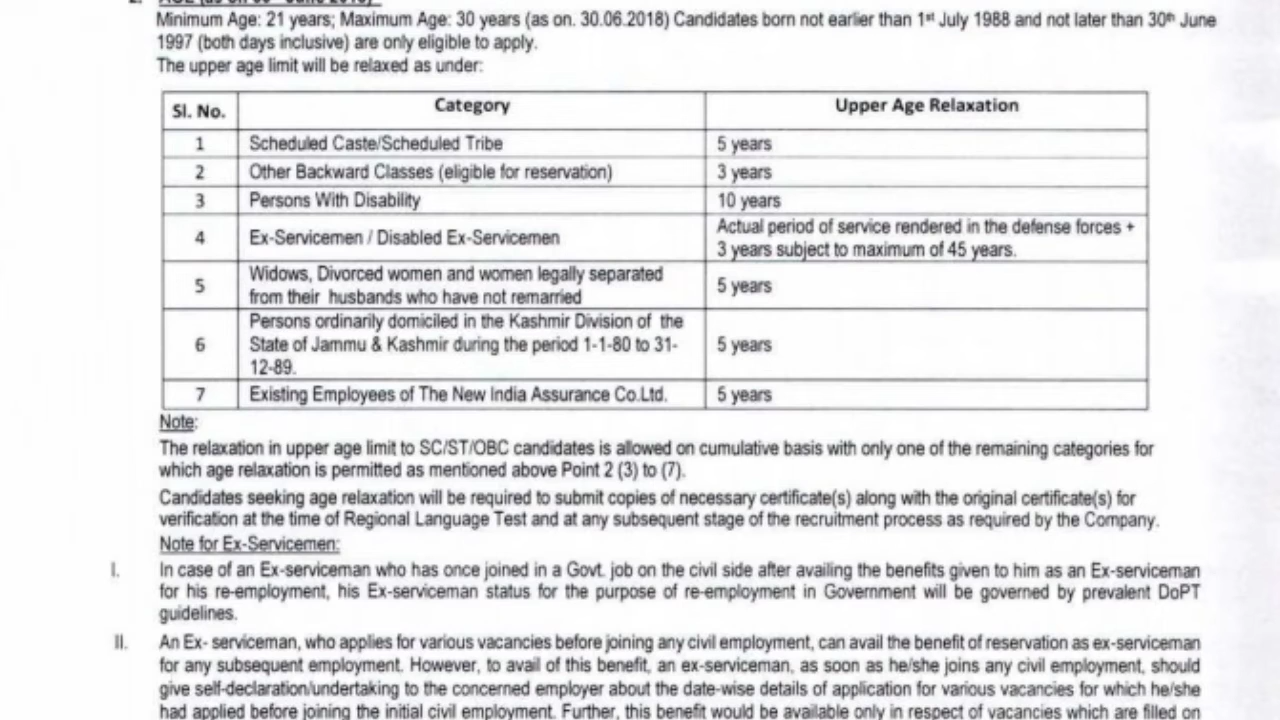 Minimum Age: 21 years; Maximum Age: 30 years (as on. 30.06.2018) Candidates born not earlier than 1st July 1988 and not later than 30th June
1997 (both days inclusive) are only eligible to apply.
The upper age limit will be relaxed as under:
Sl. No. Category Upper Age Relaxation
1 Scheduled Caste/Scheduled Tribe 5 years
2 Other Backward Classes (eligible for reservation) 3 years
3 Persons With Disability 10 years
4 Ex-Servicemen / Disabled Ex-Servicemen Actual period of service rendered in the defense forces +
3 years subject to maximum of 45 years.
5 Widows, Divorced women and women legally separated
from their husbands who have not remarried 5 years
Persons ordinarily domiciled in the Kashmir Division of the
6 State of Jammu & Kashmir during the period 1-1-80 to 31- 5 years
12-89.
7 Existing Employees of The New India Assurance Co.Ltd. 5 years
Note:
The relaxation in upper age limit to SC/ST/OBC candidates is allowed on cumulative basis with only one of the remaining categories for
which age relaxation is permitted as mentioned above Point 2 (3) to (7).
Candidates seeking age relaxation will be required to submit copies of necessary certificate(s) along with the original certificate(s) for
verification at the time of Regional Language Test and at any subsequent stage of the recruitment process as required by the Company.
Note for Ex-Servicemen:
I. In case of an Ex-serviceman who has once joined in a Govt. job on the civil side after availing the benefits given to him as an Ex-serviceman
for his re-employment, his Ex-serviceman status for the purpose of re-employment in Government will be governed by prevalent DoPT
guidelines.
II. An Ex- serviceman, who applies for various vacancies before joining any civil employment, can avail the benefit of reservation as ex-serviceman
for any subsequent employment. However, to avail of this benefit, an ex-serviceman, as soon as he/she joins any civil employment, should
give self-declaration/undertaking to the concerned employer about the date-wise details of application for various vacancies for which he/she
had applied before joining the initial civil employment. Further, this benefit would be available only in respect of vacancies which are filled on